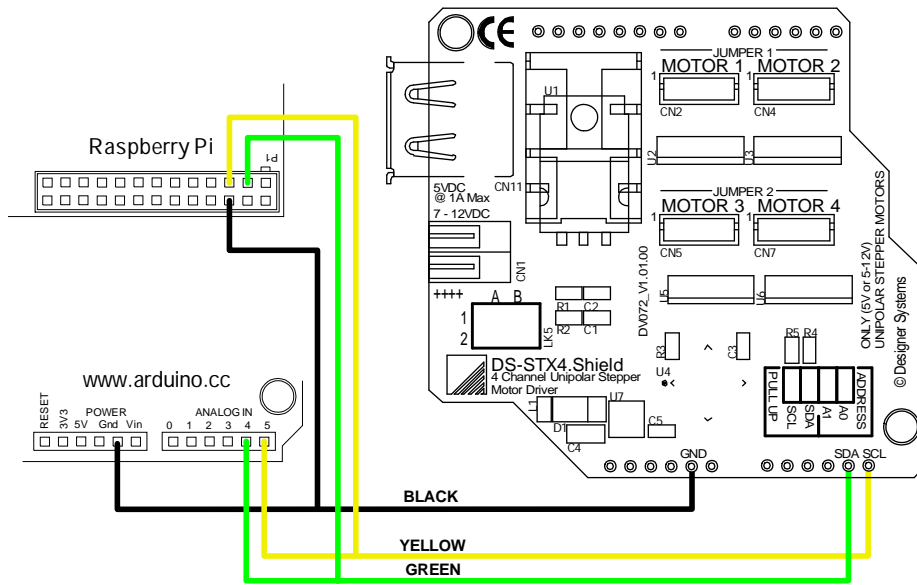 Raspberry Pi
P1
www.arduino.cc
RESET
3V3
5V
POWER
Gnd
Vin
ANALOG IN
0 1 2 3 4 5
CE
JUMPER 1
MOTOR 1
MOTOR 2
1
1
CN2
CN4
U1
U2
U3
5VDC
@ 1A Max
CN11
7 - 12VDC
CN1
++++
JUMPER 2
MOTOR 3
MOTOR 4
1
1
CN5
CN7
U5
U6
DV072_V1.01.00
ONLY (5V or 5-12V)
UNIPOLAR STEPPER MOTORS
© Designer Systems
A B
1
2
LK5
R1
C2
R2
C1
R3
C3
R5
R4
U4
DS-STX4.Shield
4 Channel Unipolar Stepper
Motor Driver
L1
D1
C4
U7
C5
PULL UP
SCL
SDA
A1
A0
ADDRESS
GND
SDA SCL
BLACK
YELLOW
GREEN